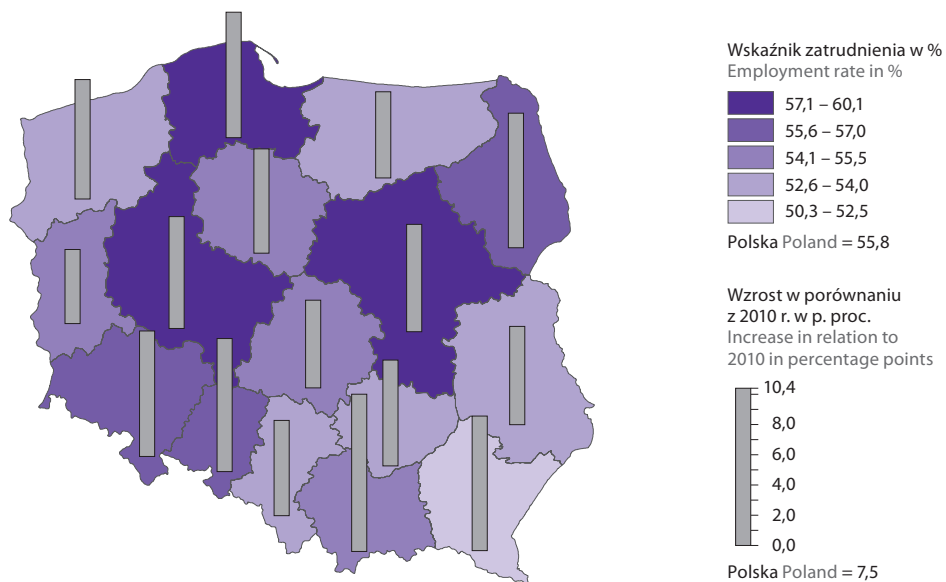 Wskaźnik zatrudnienia w %
Employment rate in %
57,1 – 60,1
55,6 – 57,0
54,1 – 55,5
52,6 – 54,0
50,3 – 52,5
Polska Poland = 55,8
Wzrost w porównaniu
z 2010 r. w p. proc.
Increase in relation to
2010 in percentage points
10,4
8,0
6,0
4,0
2,0
0,0
Polska Poland = 7,5